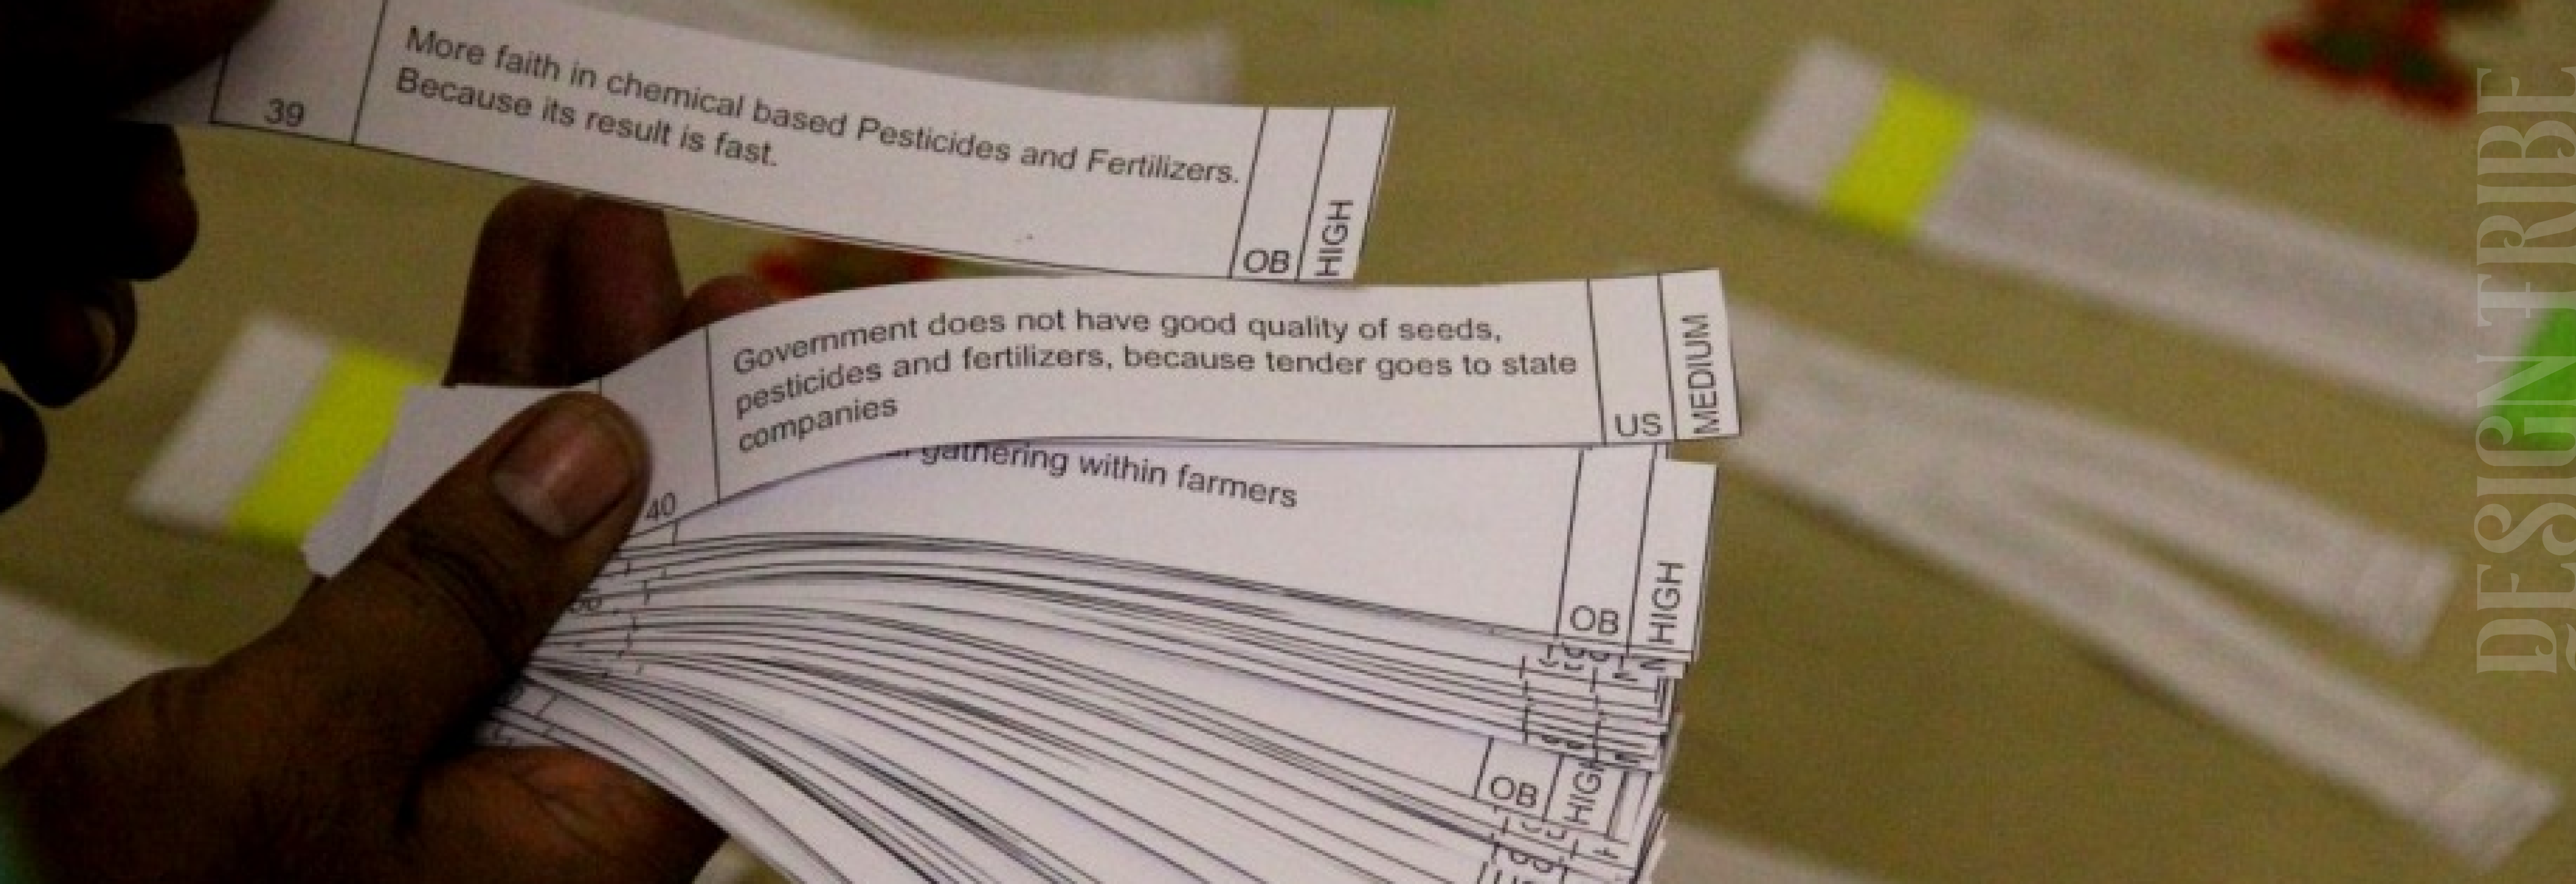 More faith in chemical based Pesticides and Fertilizers.
Because its result is fast.
39
OB
HIGH
Government does not have good quality of seeds,
pesticides and fertilizers, because tender goes to state
companies
40
US
MEDIUM
gathering within farmers
OB
HIGH
OB
HIGH
DESIGN TRIBE